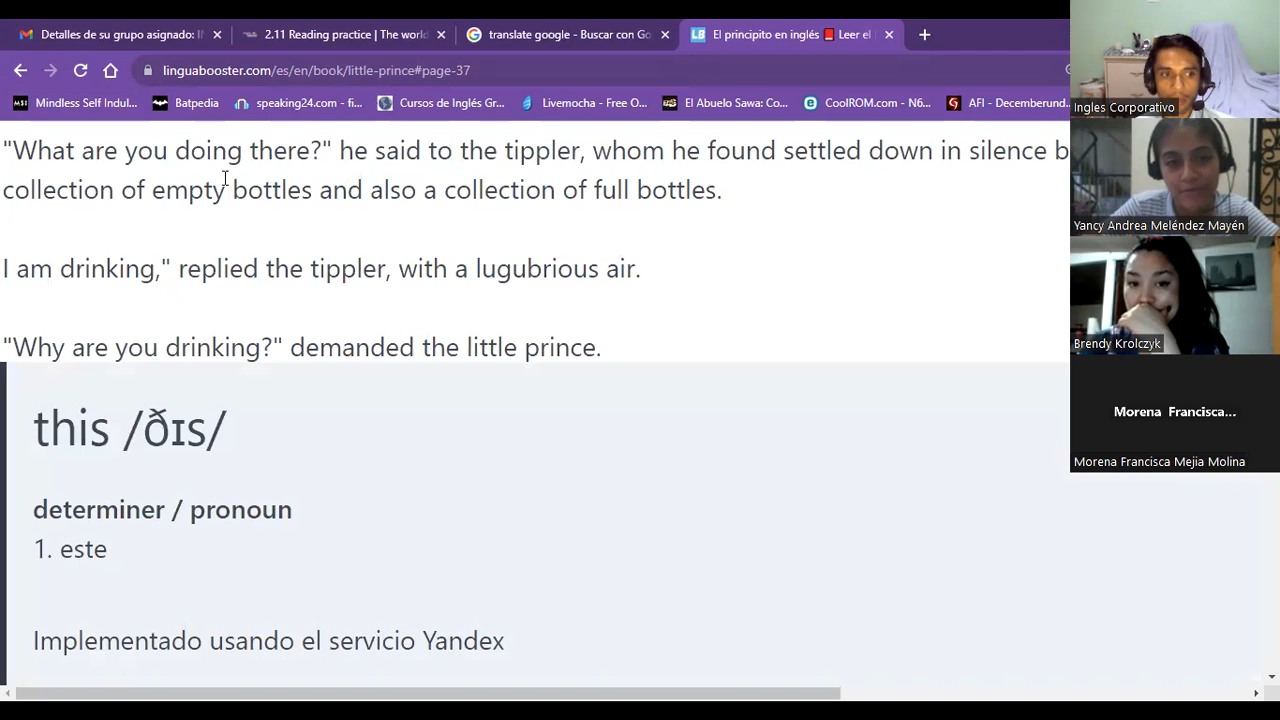 Detalles de su grupo asignado: I
2.11 Reading practice | The world
translate google - Buscar con Go
El principito en inglés 📕 Leer el
linguabooster.com/es/en/book/little-prince#page-37
Mindless Self Indul... Batpedia speaking24.com - fi... Cursos de Inglés Gr... Livemocha - Free O... El Abuelo Sawa: Co... CoolROM.com - N6... AFI - Decemberund...
"What are you doing there?" he said to the tippler, whom he found settled down in silence b
collection of empty bottles and also a collection of full bottles.
I am drinking," replied the tippler, with a lugubrious air.
"Why are you drinking?" demanded the little prince.
this /ðɪs/
determiner / pronoun
1. este
Implementado usando el servicio Yandex
Ingles Corporativo
Yancy Andrea Meléndez Mayén
Brendy Krolczyk
Morena Francisca...
Morena Francisca Mejia Molina